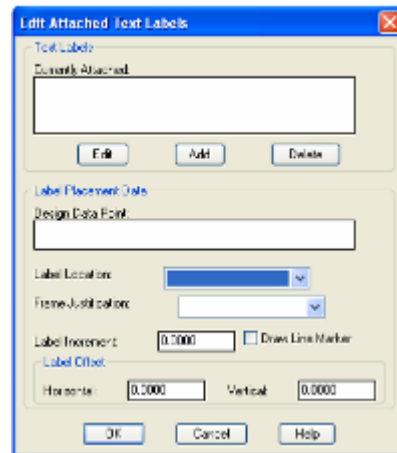 Edit Attached Text Labels
Text Labels
Currently Attached:
Edit Add Delete
Label Placement Data
Design Data Point:
Label Location:
Frame Justification:
Label Increment: 0.0000 Draw Line Marker
Label Offset
Horizontal: 0.0000 Vertical: 0.0000
OK Cancel Help